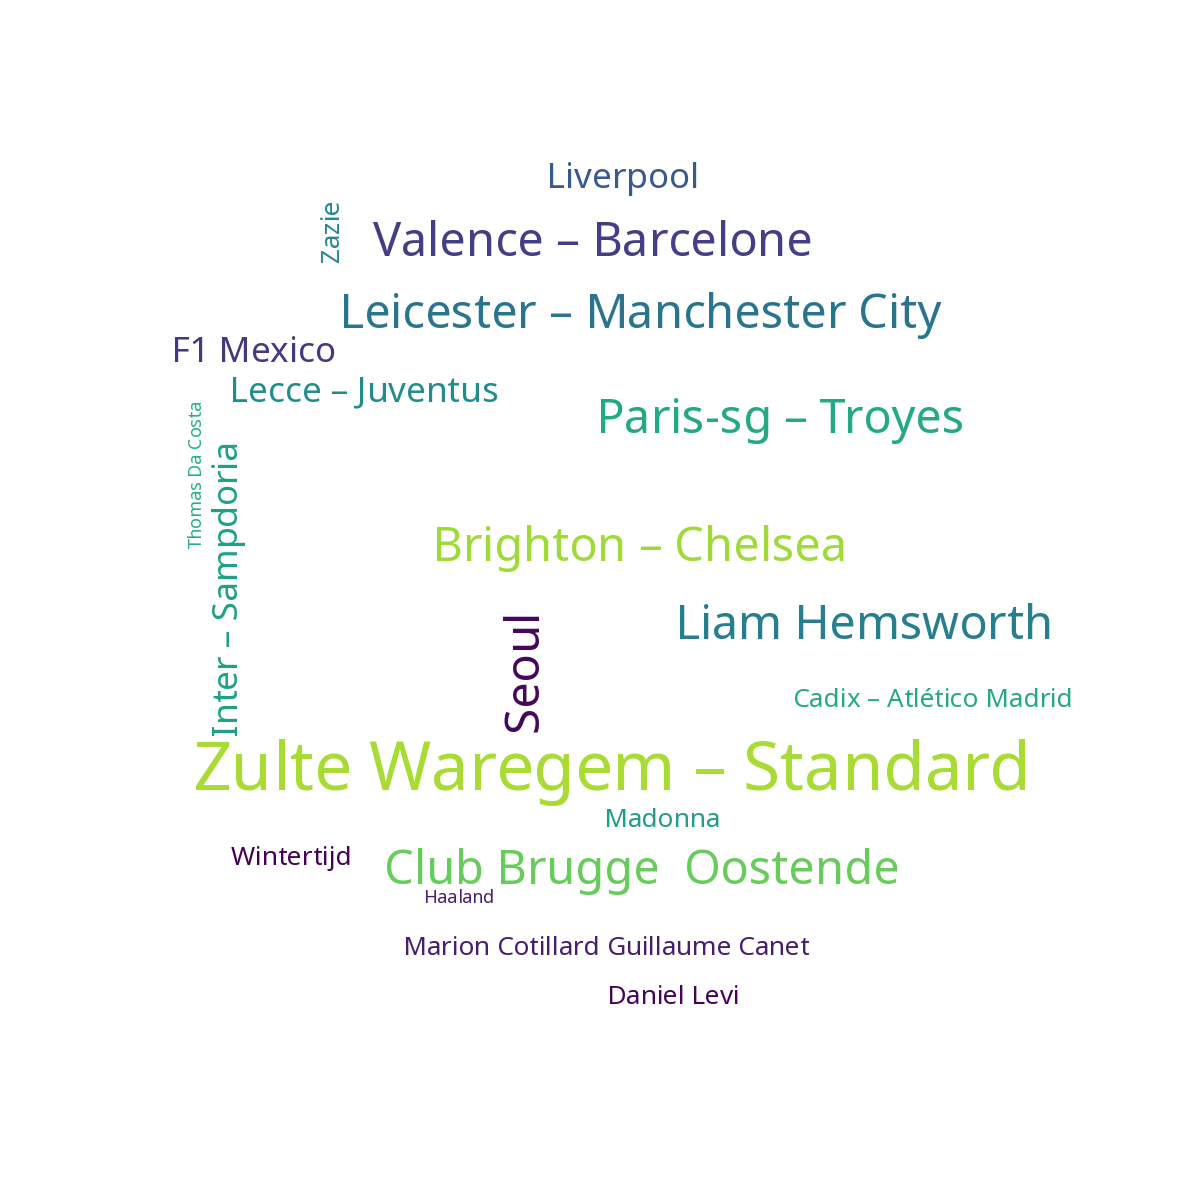 Liverpool
Zazie
Valence – Barcelone
Leicester – Manchester City
F1 Mexico
Lecce – Juventus
Paris-sg – Troyes
Thomas Da Costa
Inter – Sampdoria
Brighton – Chelsea
Liam Hemsworth
Seoul
Cadix – Atlético Madrid
Zulte Waregem – Standard
Madonna
Wintertijd
Club Brugge  Oostende
Haaland
Marion Cotillard Guillaume Canet
Daniel Levi